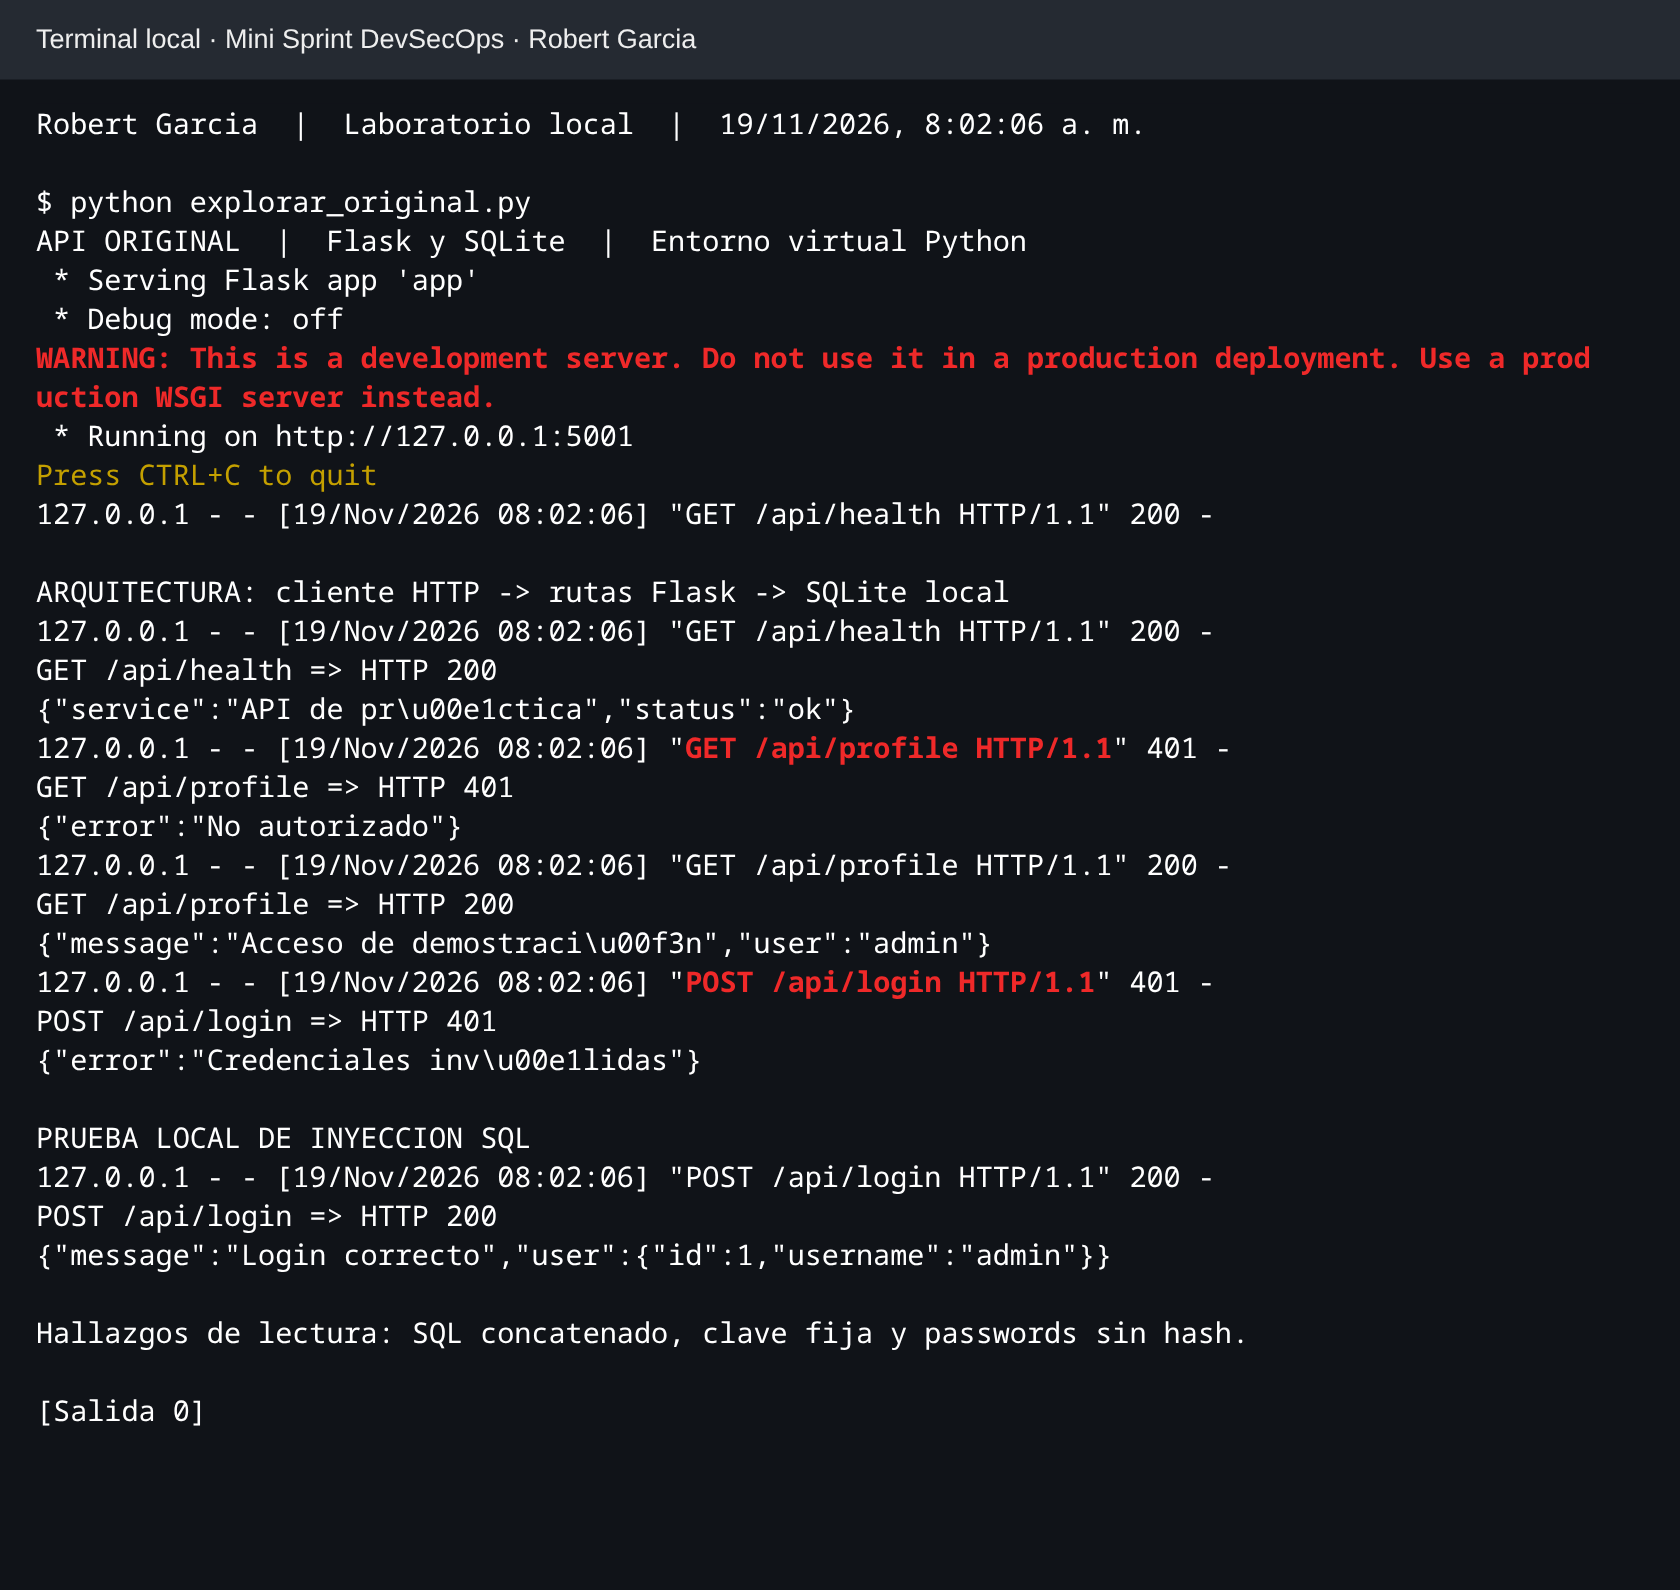 Terminal local · Mini Sprint DevSecOps · Robert Garcia
Robert Garcia  |  Laboratorio local  |  19/11/2026, 8:02:06 a. m.
$ python explorar_original.py
API ORIGINAL  |  Flask y SQLite  |  Entorno virtual Python
 * Serving Flask app 'app'
 * Debug mode: off
WARNING: This is a development server. Do not use it in a production deployment. Use a prod
uction WSGI server instead.
 * Running on http://127.0.0.1:5001
Press CTRL+C to quit
127.0.0.1 - - [19/Nov/2026 08:02:06] "GET /api/health HTTP/1.1" 200 -
ARQUITECTURA: cliente HTTP -> rutas Flask -> SQLite local
127.0.0.1 - - [19/Nov/2026 08:02:06] "GET /api/health HTTP/1.1" 200 -
GET /api/health => HTTP 200
{"service":"API de pr\u00e1ctica","status":"ok"}
127.0.0.1 - - [19/Nov/2026 08:02:06] "GET /api/profile HTTP/1.1" 401 -
GET /api/profile => HTTP 401
{"error":"No autorizado"}
127.0.0.1 - - [19/Nov/2026 08:02:06] "GET /api/profile HTTP/1.1" 200 -
GET /api/profile => HTTP 200
{"message":"Acceso de demostraci\u00f3n","user":"admin"}
127.0.0.1 - - [19/Nov/2026 08:02:06] "POST /api/login HTTP/1.1" 401 -
POST /api/login => HTTP 401
{"error":"Credenciales inv\u00e1lidas"}
PRUEBA LOCAL DE INYECCION SQL
127.0.0.1 - - [19/Nov/2026 08:02:06] "POST /api/login HTTP/1.1" 200 -
POST /api/login => HTTP 200
{"message":"Login correcto","user":{"id":1,"username":"admin"}}
Hallazgos de lectura: SQL concatenado, clave fija y passwords sin hash.
[Salida 0]